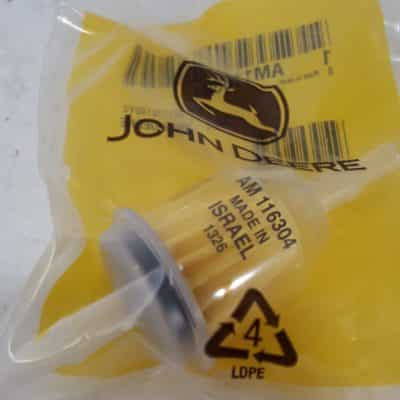 JOHN DEERE
AM 116304
MADE IN
ISRAEL
1326
4
LDPE